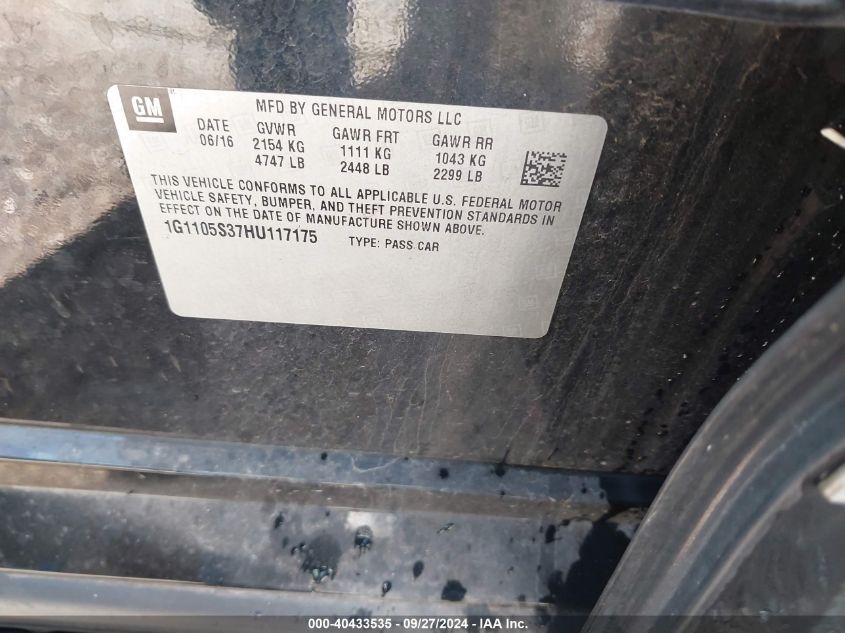 GM
MFD BY GENERAL MOTORS LLC
DATE GVWR GAWR FRT GAWR RR
06/16 2154 KG 1111 KG 1043 KG
4747 LB 2448 LB 2299 LB
THIS VEHICLE CONFORMS TO ALL APPLICABLE U.S. FEDERAL MOTOR
VEHICLE SAFETY, BUMPER, AND THEFT PREVENTION STANDARDS IN
EFFECT ON THE DATE OF MANUFACTURE SHOWN ABOVE.
1G1105S37HU117175 TYPE: PASS CAR
000-40433535 - 09/27/2024 - IAA Inc.